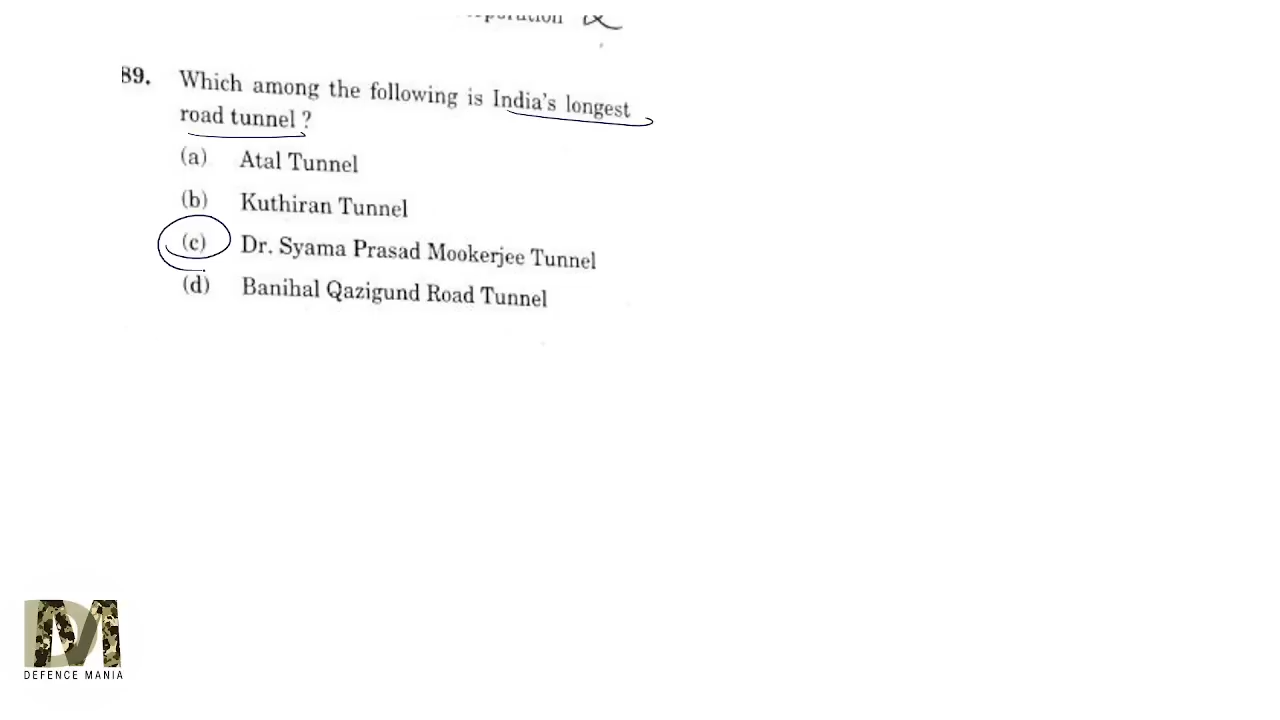 89. Which among the following is India's longest
road tunnel ?
(a) Atal Tunnel
(b) Kuthiran Tunnel
(c) Dr. Syama Prasad Mookerjee Tunnel
(d) Banihal Qazigund Road Tunnel
DM
DEFENCE MANIA